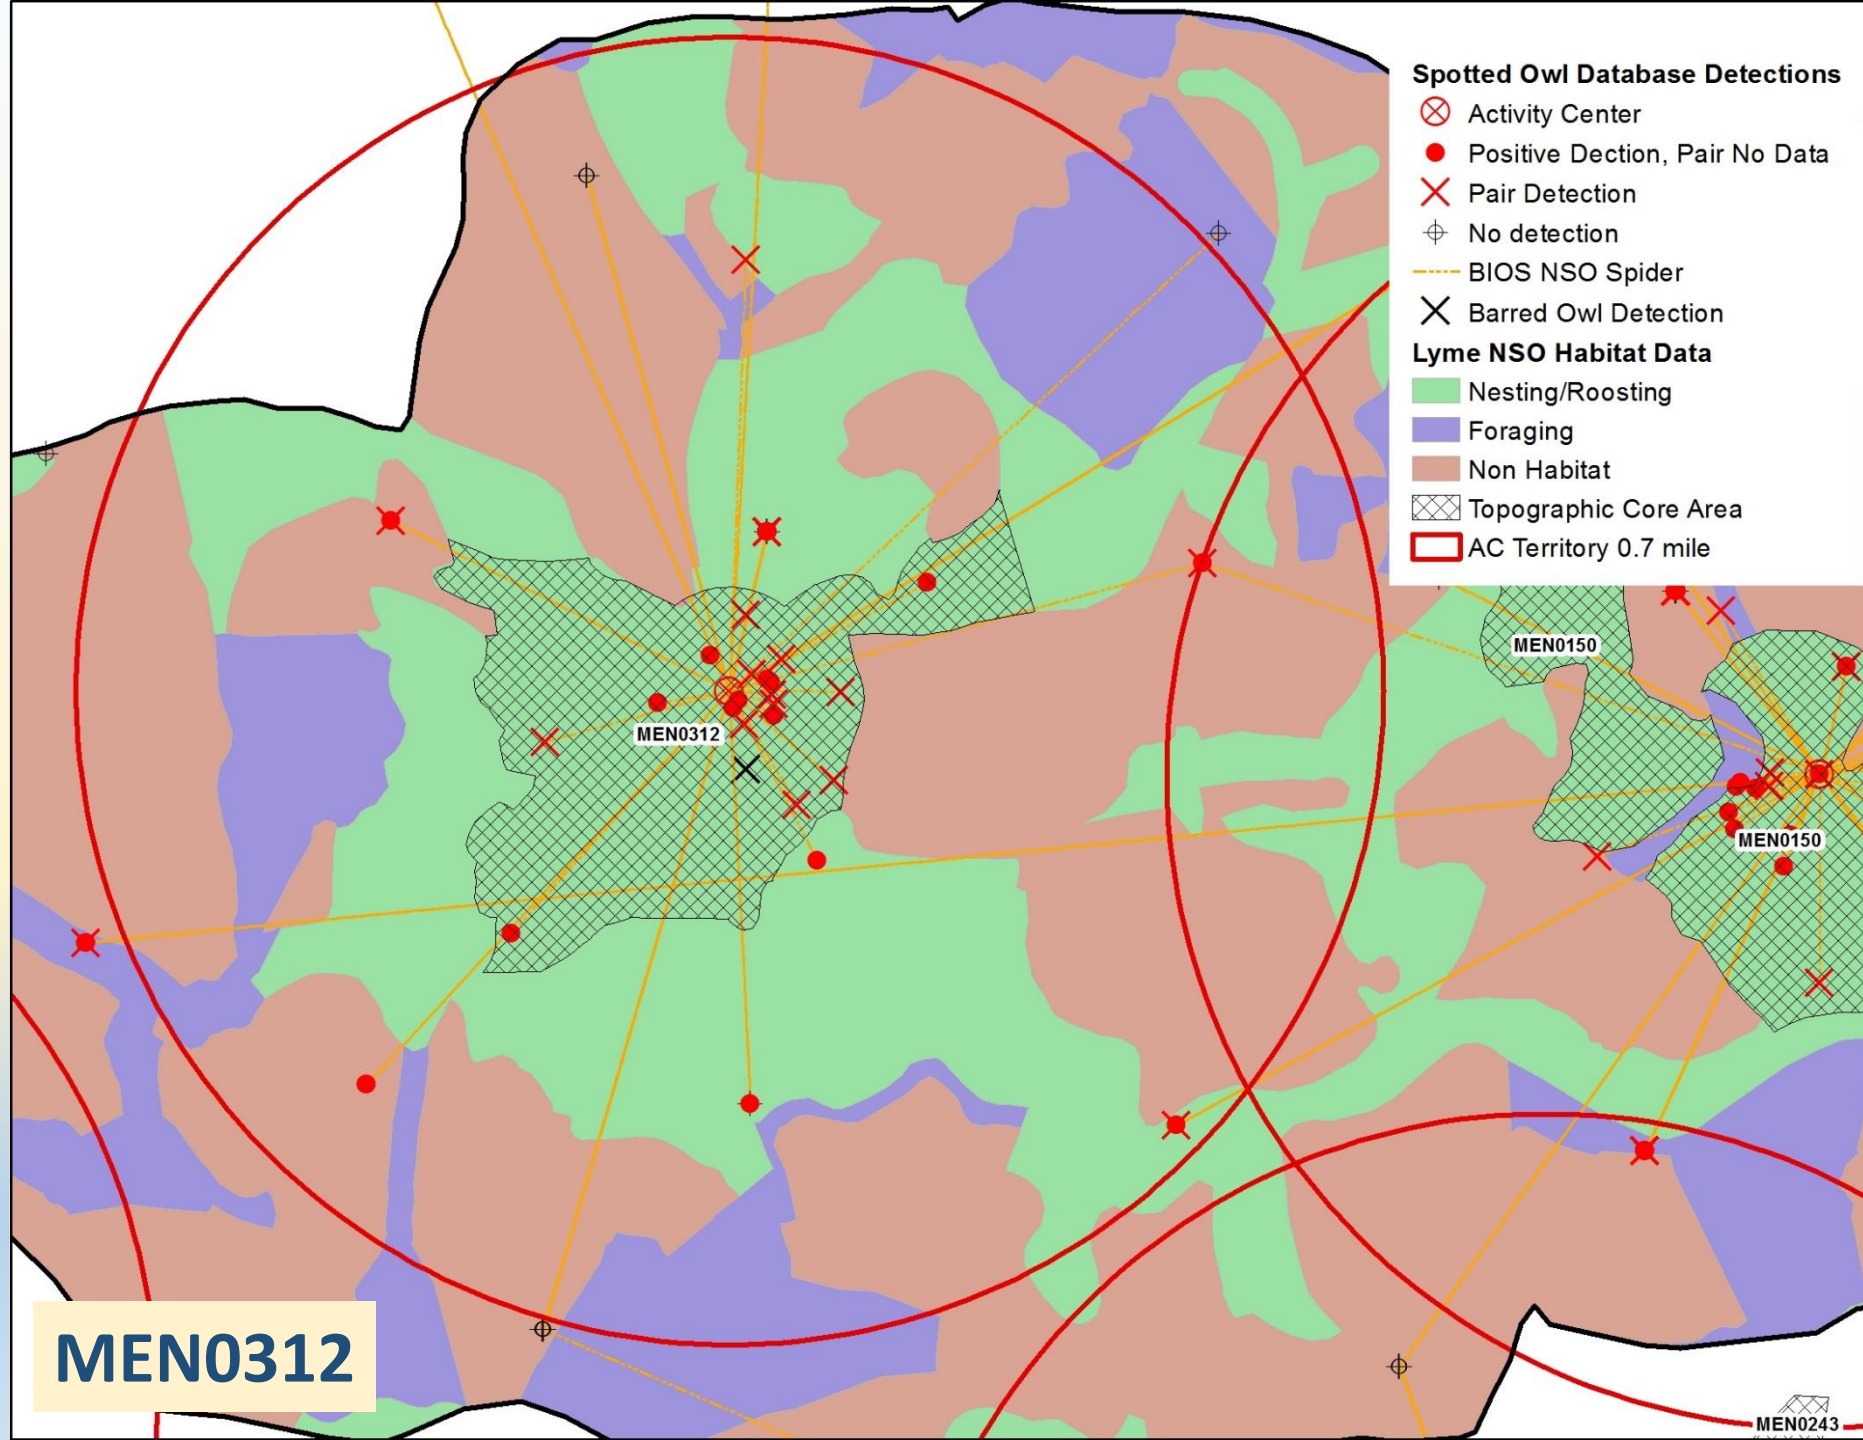 Spotted Owl Database Detections
Activity Center
Positive Dection, Pair No Data
Pair Detection
No detection
BIOS NSO Spider
Barred Owl Detection
Lyme NSO Habitat Data
Nesting/Roosting
Foraging
Non Habitat
Topographic Core Area
AC Territory 0.7 mile
MEN0150
MEN0312
MEN0150
MEN0312
MEN0243